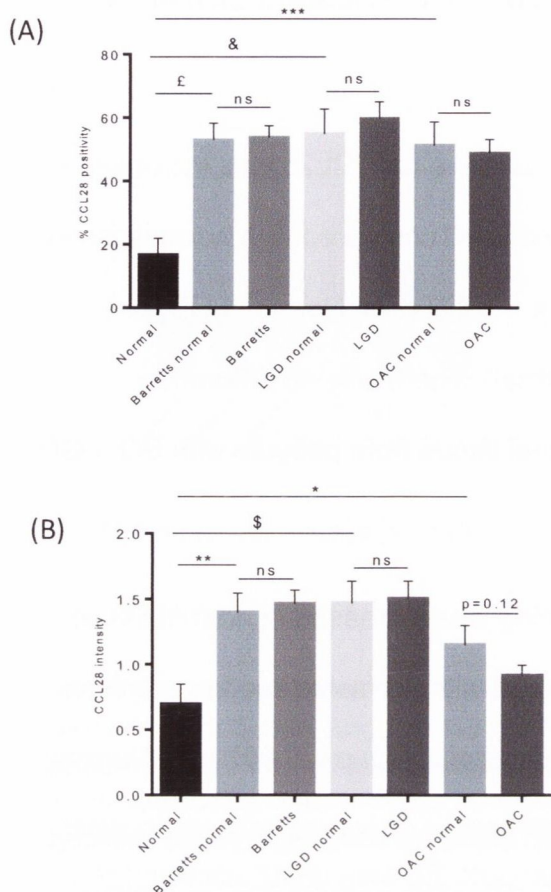 (A)
***
&
£
ns
ns
ns
80
60
40
20
0
% CCL28 positivity
Normal
Barretts normal
Barretts
LGD normal
LGD
OAC normal
OAC
(B)
*
$
**
ns
ns
p=0.12
2.0
1.5
1.0
0.5
0.0
CCL28 intensity
Normal
Barretts normal
Barretts
LGD normal
LGD
OAC normal
OAC